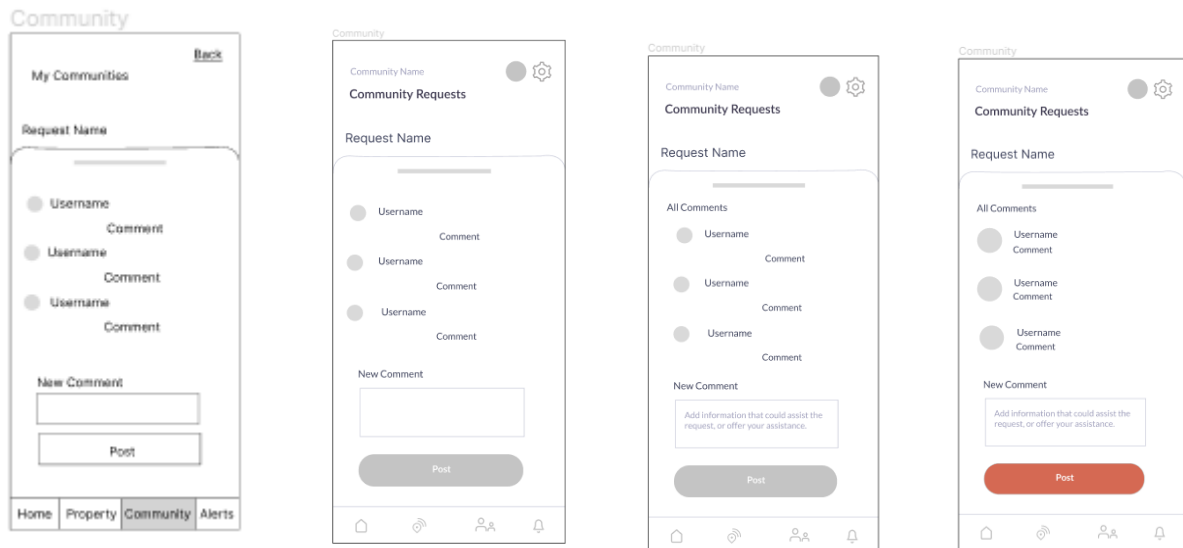 Community
Back
My Communities
Request Name
Username
Comment
Username
Comment
Username
Comment
New Comment
Post
Home Property Community Alerts
Community
Community Name
Community Requests
Request Name
Username
Comment
Username
Comment
Username
Comment
New Comment
Post
Community
Community Name
Community Requests
Request Name
All Comments
Username
Comment
Username
Comment
Username
Comment
New Comment
Add information that could assist the
request, or offer your assistance.
Post
Community
Community Name
Community Requests
Request Name
All Comments
Username
Comment
Username
Comment
Username
Comment
New Comment
Add information that could assist the
request, or offer your assistance.
Post